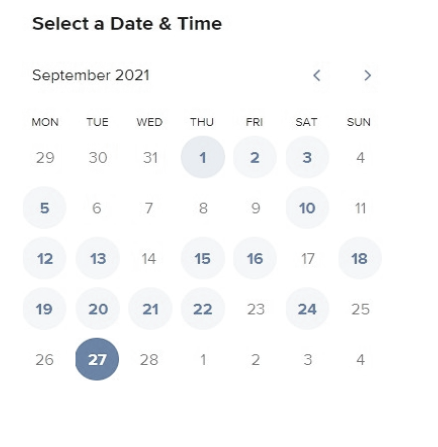 Select a Date & Time
September 2021
MON TUE WED THU FRI SAT SUN
29 30 31 1 2 3 4
5 6 7 8 9 10 11
12 13 14 15 16 17 18
19 20 21 22 23 24 25
26 27 28 1 2 3 4